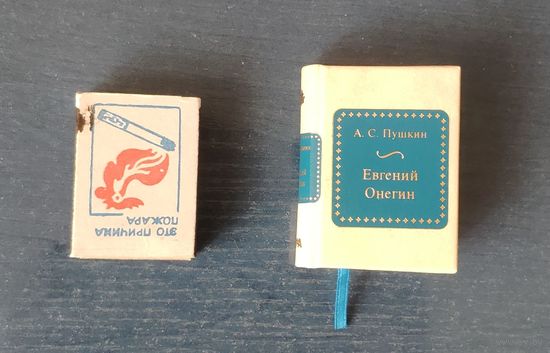 ЭТО ПРИЧИНА
ПОЖАРА
А. С. Пушкин
Евгений
Онегин